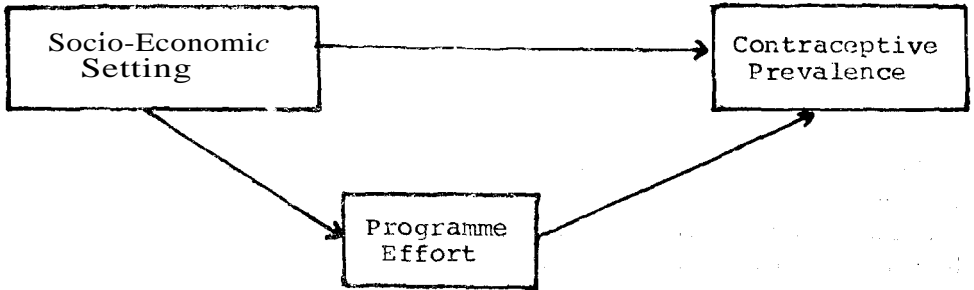 Socio-Economic
Setting
Contraceptive
Prevalence
Programme
Effort